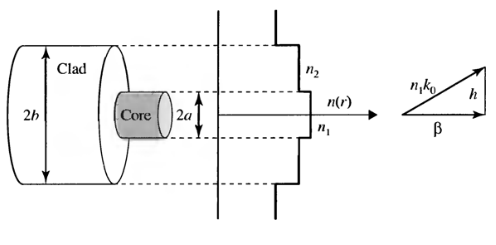 Clad
2b
Core
2a
n₂
n(r)
n₁
n₁k₀
h
β